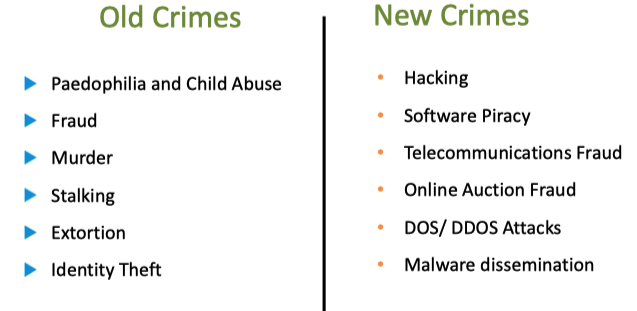 Old Crimes
Paedophilia and Child Abuse
Fraud
Murder
Stalking
Extortion
Identity Theft
New Crimes
Hacking
Software Piracy
Telecommunications Fraud
Online Auction Fraud
DOS/ DDOS Attacks
Malware dissemination